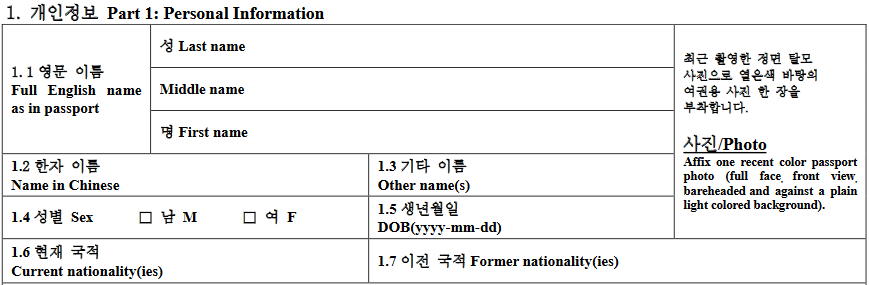 1. 개인정보 Part 1: Personal Information
1. 1 영문 이름
Full English name
as in passport
성 Last name
Middle name
명 First name
최근 촬영한 정면 탈모
사진으로 옅은색 바탕의
여권용 사진 한 장을
부착합니다.
사진/Photo
Affix one recent color passport
photo (full face, front view,
bareheaded and against a plain
light colored background).
1.2 한자 이름
Name in Chinese
1.3 기타 이름
Other name(s)
1.4 성별 Sex □ 남 M □ 여 F
1.5 생년월일
DOB(yyyy-mm-dd)
1.6 현재 국적
Current nationality(ies)
1.7 이전 국적 Former nationality(ies)